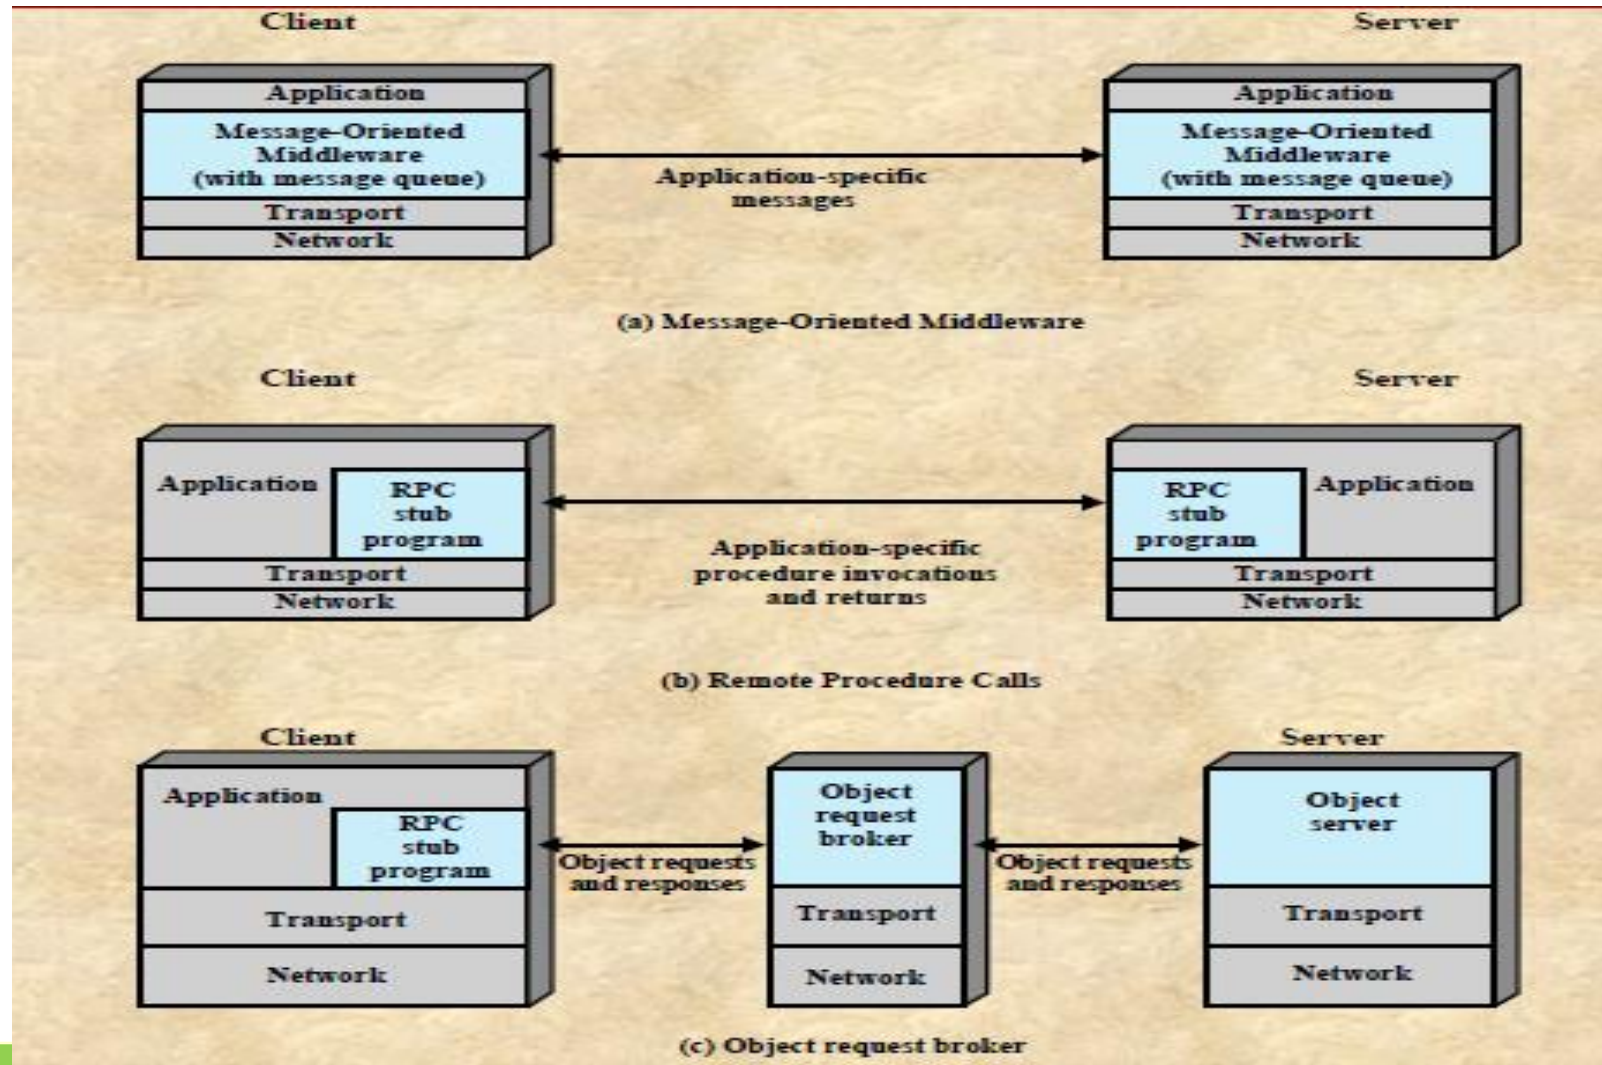 Client
Server
Application
Message-Oriented
Middleware
(with message queue)
Transport
Network
Application-specific
messages
Application
Message-Oriented
Middleware
(with message queue)
Transport
Network
(a) Message-Oriented Middleware
Client
Server
Application
RPC
stub
program
Transport
Network
Application-specific
procedure invocations
and returns
RPC
stub
program
Application
Transport
Network
(b) Remote Procedure Calls
Client
Server
Application
RPC
stub
program
Transport
Network
Object requests
and responses
Object
request
broker
Transport
Network
Object requests
and responses
Object
server
Transport
Network
(c) Object request broker